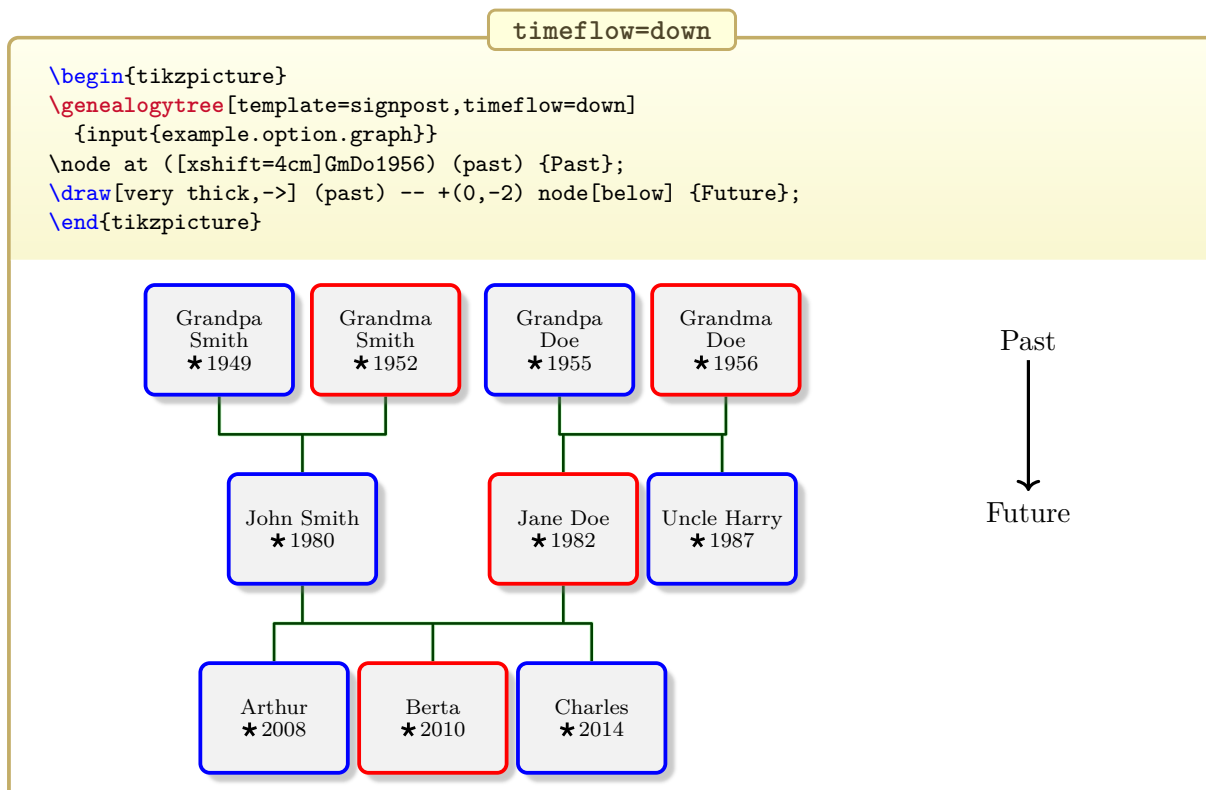 timeflow=down
\begin{tikzpicture}
\genealogytree[template=signpost,timeflow=down]
  {input{example.option.graph}}
\node at ([xshift=4cm]GmDo1956) (past) {Past};
\draw[very thick,->] (past) -- +(0,-2) node[below] {Future};
\end{tikzpicture}
Grandpa
Smith
★1949
Grandma
Smith
★1952
Grandpa
Doe
★1955
Grandma
Doe
★1956
Past
John Smith
★1980
Jane Doe
★1982
Uncle Harry
★1987
Future
Arthur
★2008
Berta
★2010
Charles
★2014